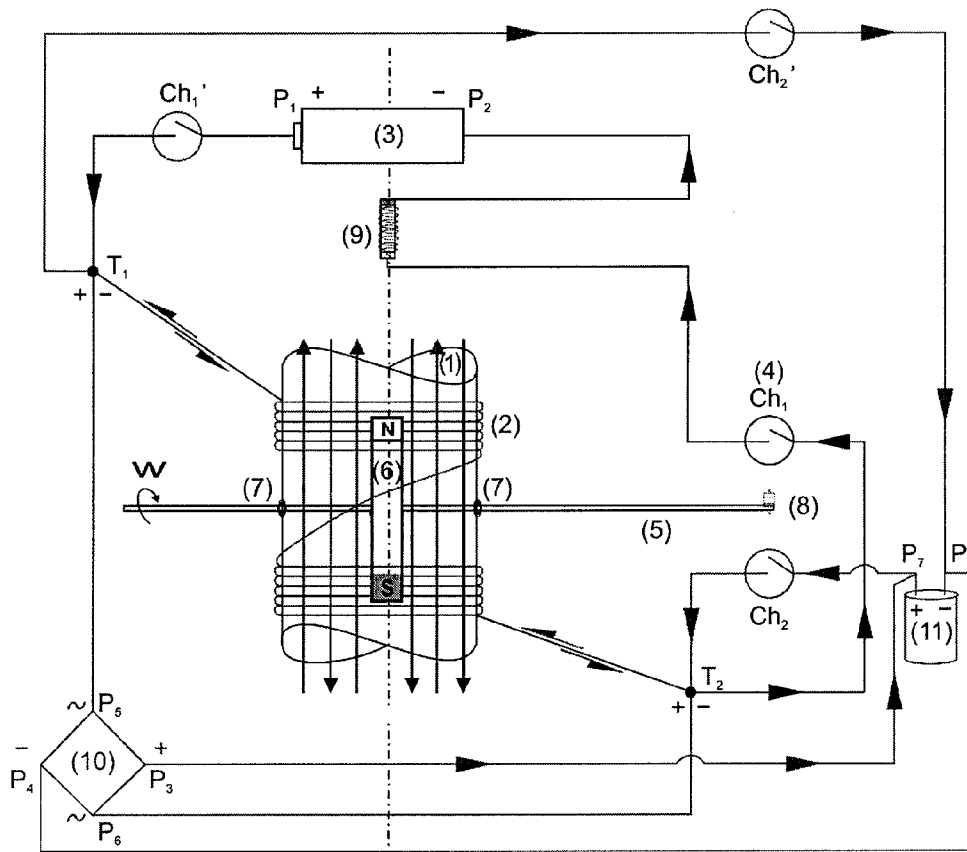 Ch₂'
Ch₁'
P₁ + − P₂
(3)
(9)
T₁
+ −
(1)
(4)
Ch₁
N
(2)
(6)
W
(7) (7)
(8)
(5)
P₇ P
S
Ch₂
+ −
(11)
T₂
+ −
~ P₅
− (10) +
P₄ P₃
~ P₆